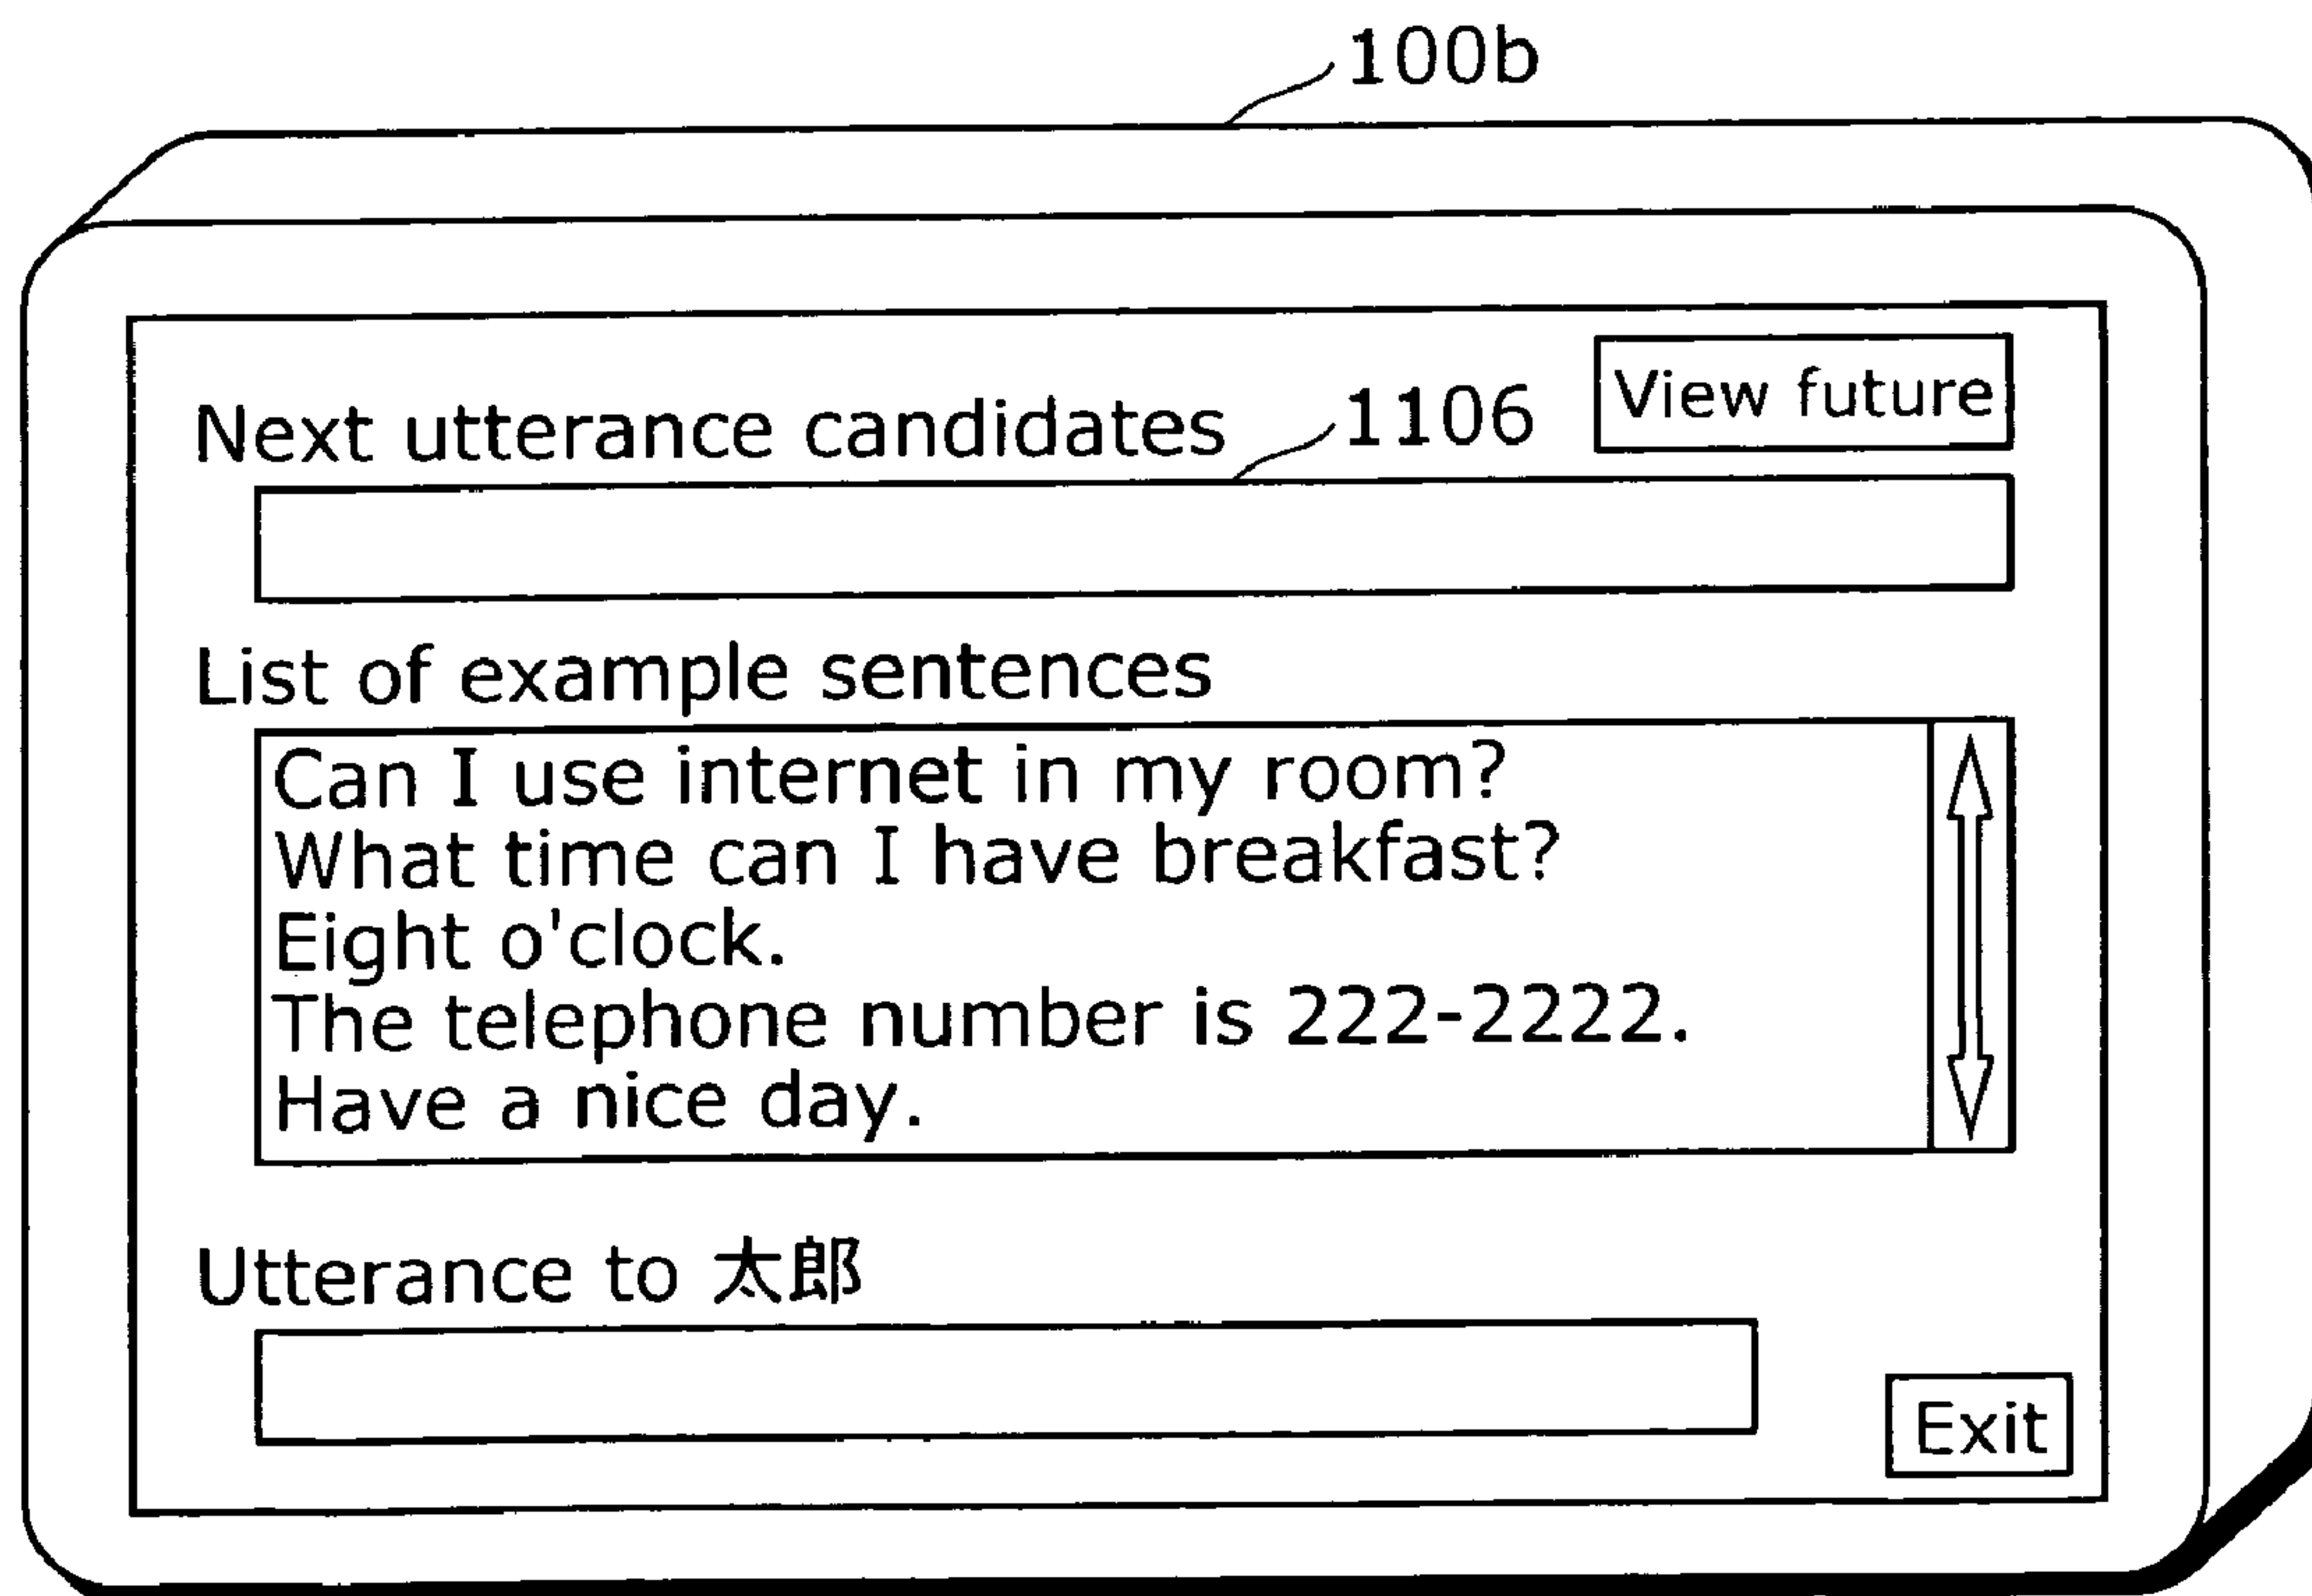 100b
View future
Next utterance candidates
1106
List of example sentences
Can I use internet in my room?
What time can I have breakfast?
Eight o'clock.
The telephone number is 222-2222.
Have a nice day.
Utterance to 太郎
Exit